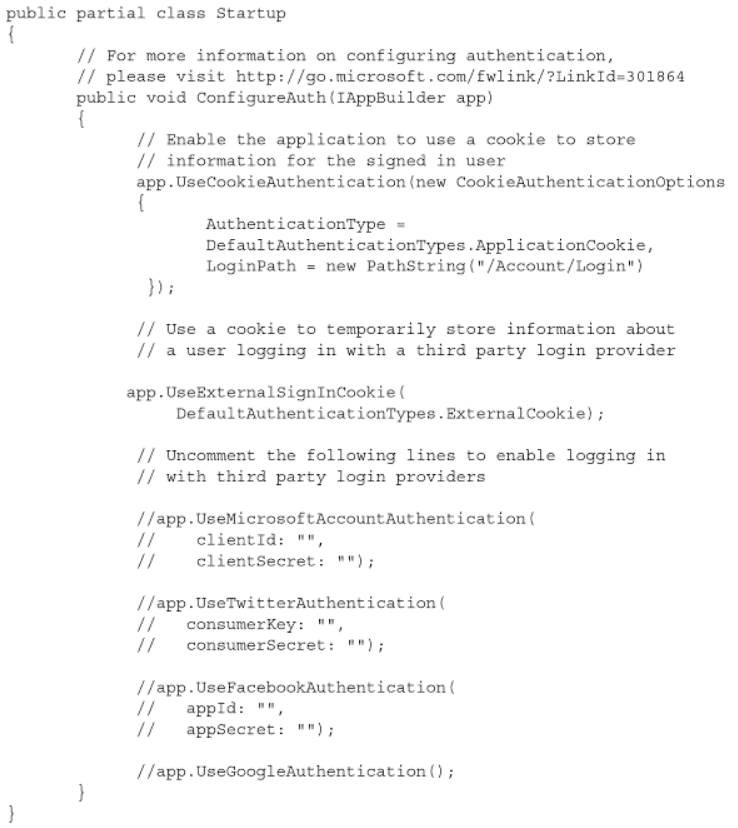 public partial class Startup
{
// For more information on configuring authentication,
// please visit http://go.microsoft.com/fwlink/?LinkId=301864
public void ConfigureAuth(IAppBuilder app)
{
// Enable the application to use a cookie to store
// information for the signed in user
app.UseCookieAuthentication(new CookieAuthenticationOptions
{
AuthenticationType =
DefaultAuthenticationTypes.ApplicationCookie,
LoginPath = new PathString("/Account/Login")
});
// Use a cookie to temporarily store information about
// a user logging in with a third party login provider
app.UseExternalSignInCookie(
DefaultAuthenticationTypes.ExternalCookie);
// Uncomment the following lines to enable logging in
// with third party login providers
//app.UseMicrosoftAccountAuthentication(
// clientId: "",
// clientSecret: "");
//app.UseTwitterAuthentication(
// consumerKey: "",
// consumerSecret: "");
//app.UseFacebookAuthentication(
// appId: "",
// appSecret: "");
//app.UseGoogleAuthentication();
}
}